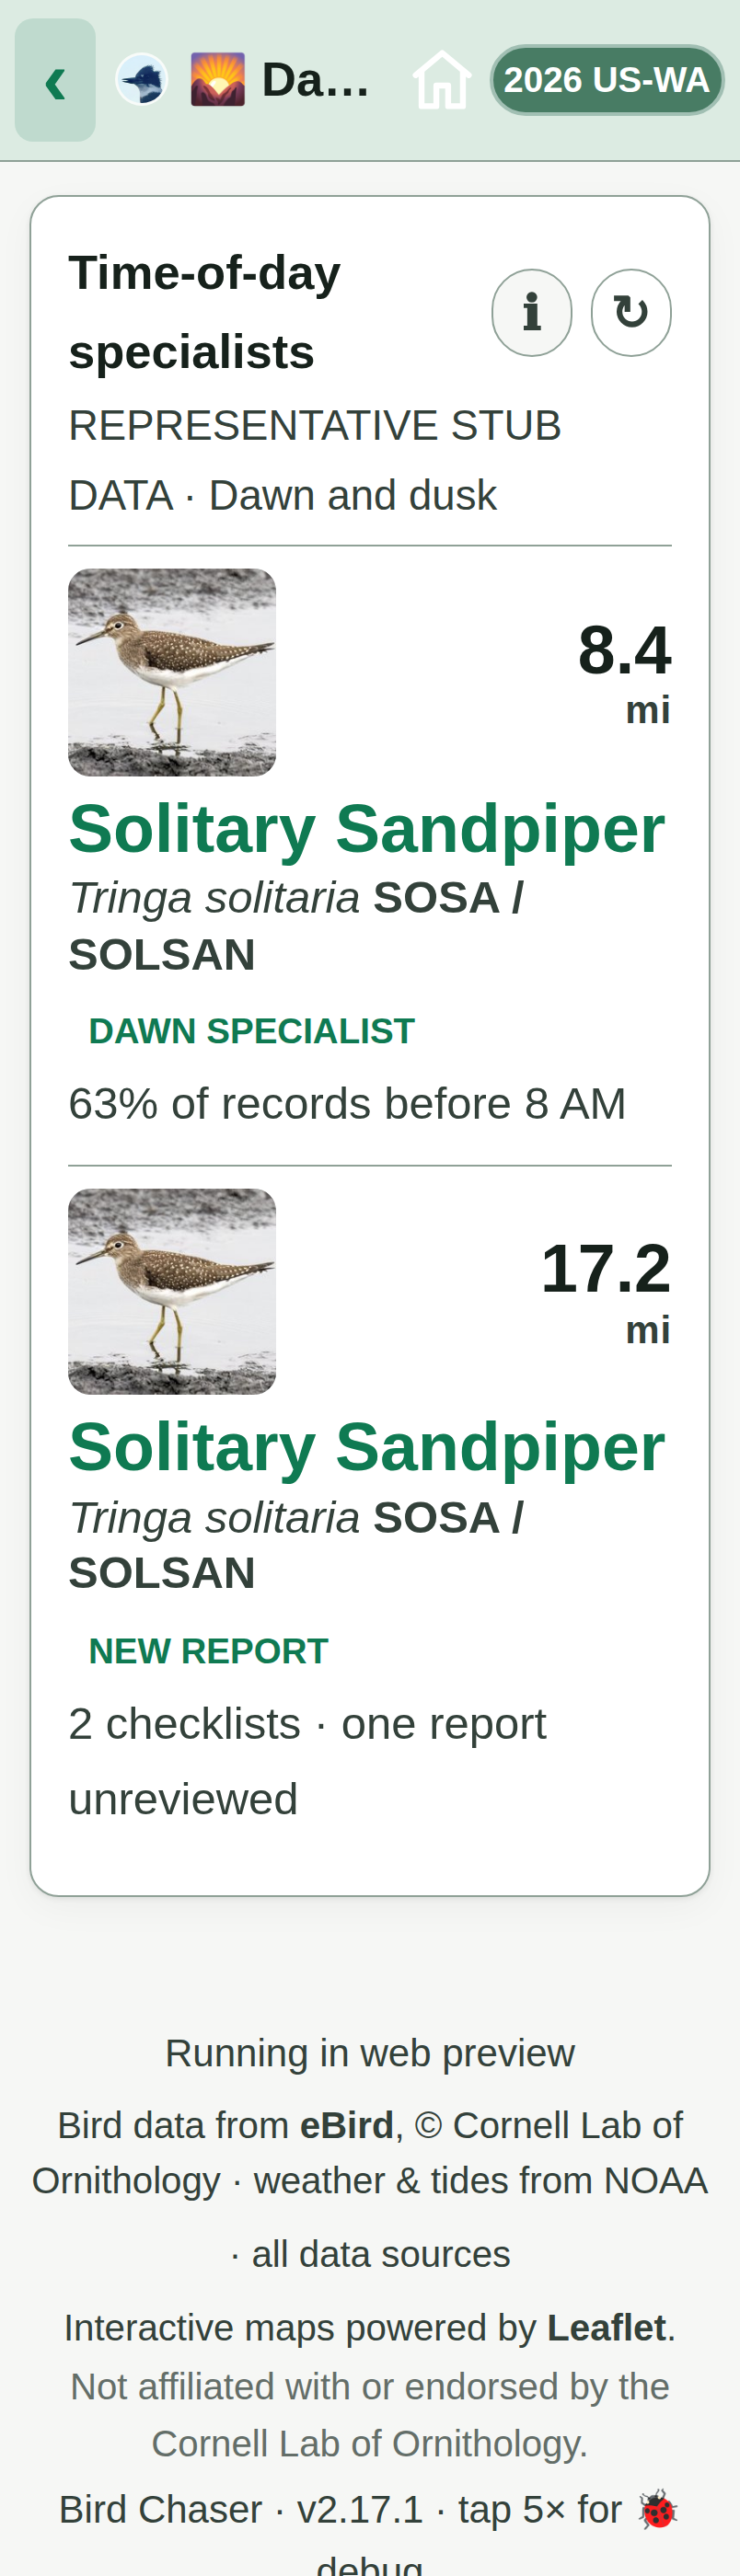 ‹ Da... 2026 US-WA
Time-of-day
specialists
ℹ ↻
REPRESENTATIVE STUB
DATA · Dawn and dusk
8.4
mi
Solitary Sandpiper
Tringa solitaria SOSA /
SOLSAN
DAWN SPECIALIST
63% of records before 8 AM
17.2
mi
Solitary Sandpiper
Tringa solitaria SOSA /
SOLSAN
NEW REPORT
2 checklists · one report
unreviewed
Running in web preview
Bird data from eBird, © Cornell Lab of
Ornithology · weather & tides from NOAA
· all data sources
Interactive maps powered by Leaflet.
Not affiliated with or endorsed by the
Cornell Lab of Ornithology.
Bird Chaser · v2.17.1 · tap 5× for 🐞
debug